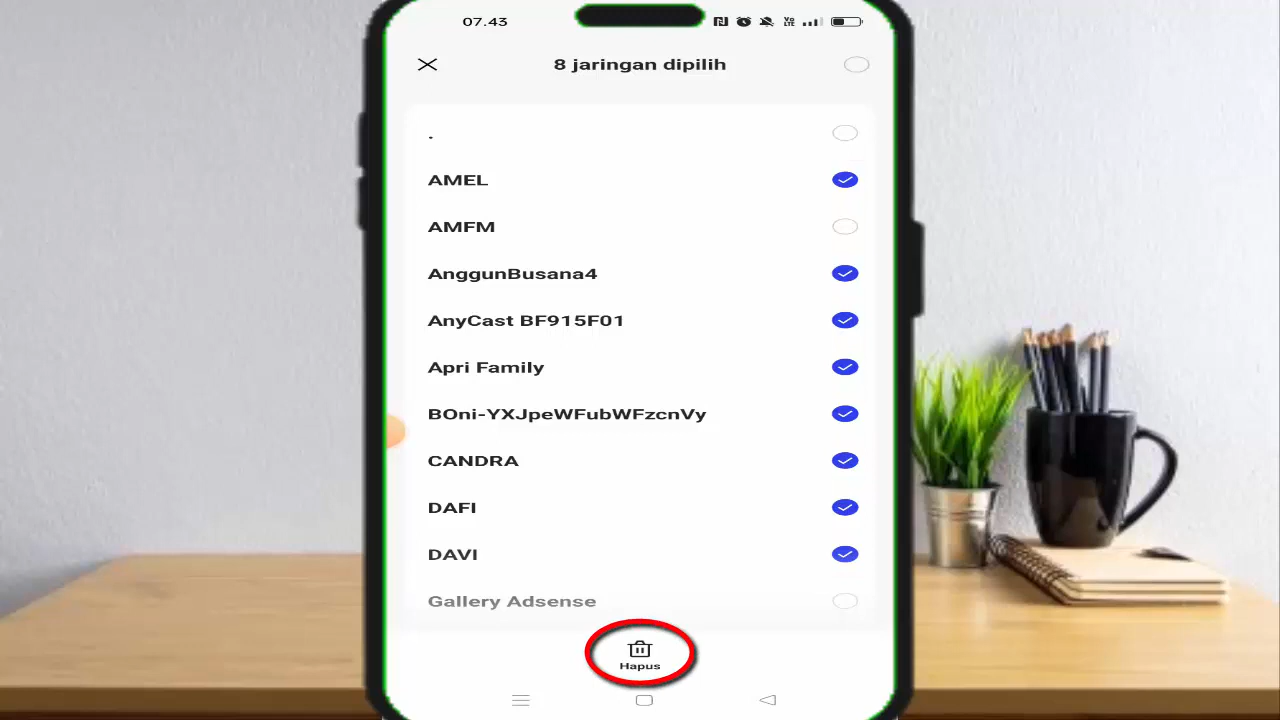 07.43
8 jaringan dipilih
.
AMEL
AMFM
AnggunBusana4
AnyCast BF915F01
Apri Family
BOni-YXJpeWFubWFzcnVy
CANDRA
DAFI
DAVI
Gallery Adsense
Hapus